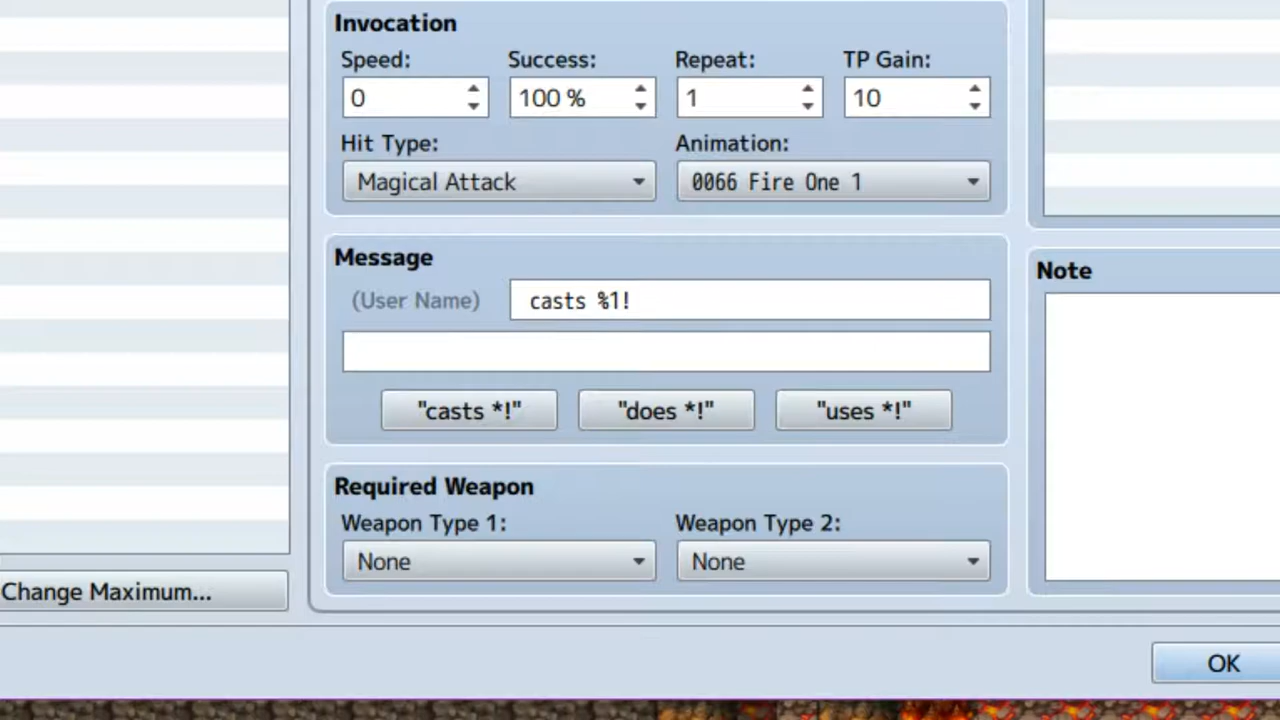 Invocation
Speed: Success: Repeat: TP Gain:
0 100 % 1 10
Hit Type: Animation:
Magical Attack 0066 Fire One 1
Message
(User Name) casts %1!
"casts *!" "does *!" "uses *!"
Required Weapon
Weapon Type 1: Weapon Type 2:
None None
Change Maximum...
Note
OK